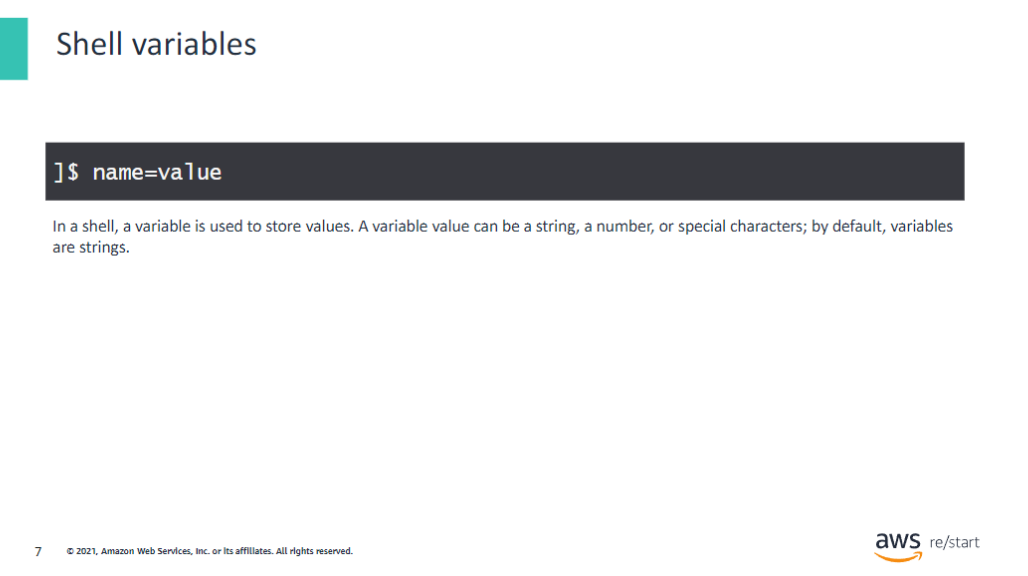 Shell variables
]$ name=value
In a shell, a variable is used to store values. A variable value can be a string, a number, or special characters; by default, variables
are strings.
7 © 2021, Amazon Web Services, Inc. or its affiliates. All rights reserved.
aws re/start